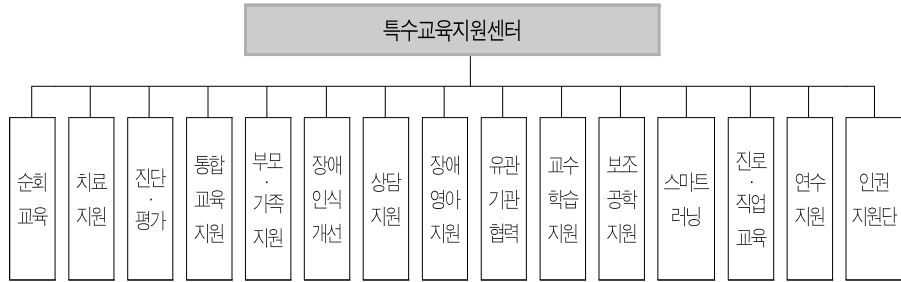 특수교육지원센터
순회
교육
치료
지원
진단
·
평가
통합
교육
지원
부모
·
가족
지원
장애
인식
개선
상담
지원
장애
영아
지원
유관
기관
협력
교수
학습
지원
보조
공학
지원
스마트
러닝
진로
·
직업
교육
연수
지원
인권
지원단